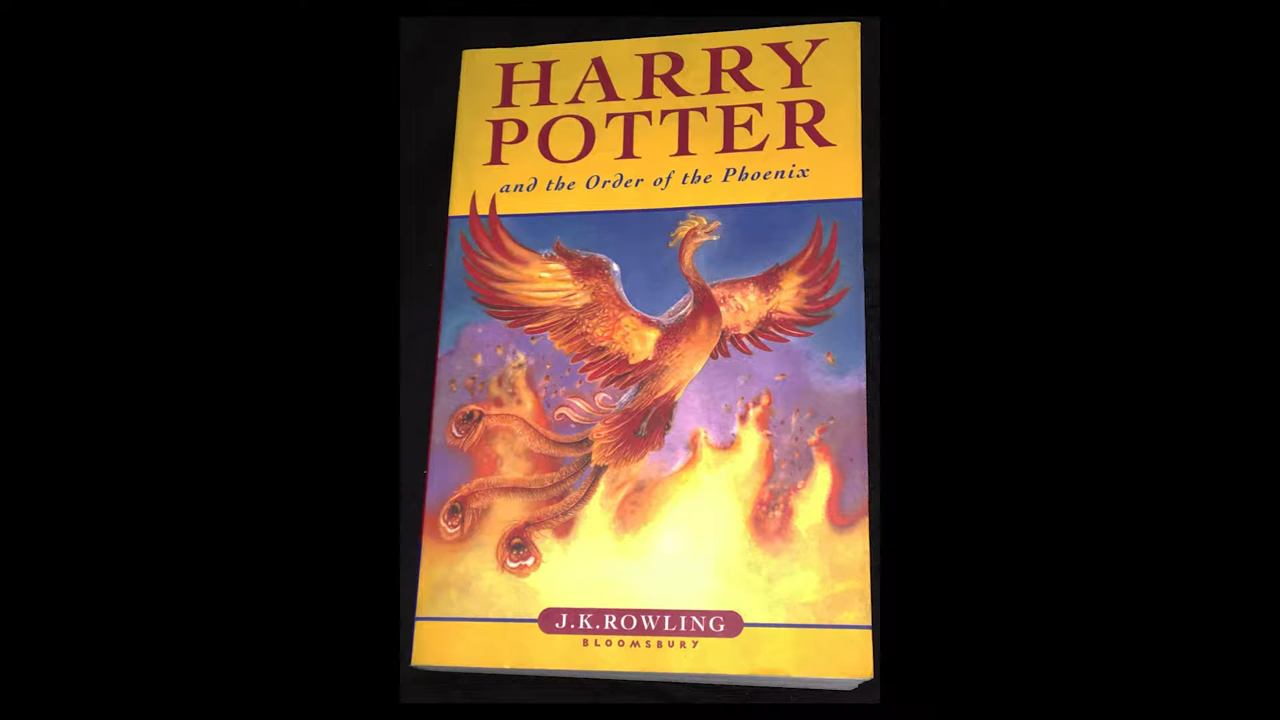 HARRY
POTTER
and the Order of the Phoenix
J.K.ROWLING
BLOOMSBURY